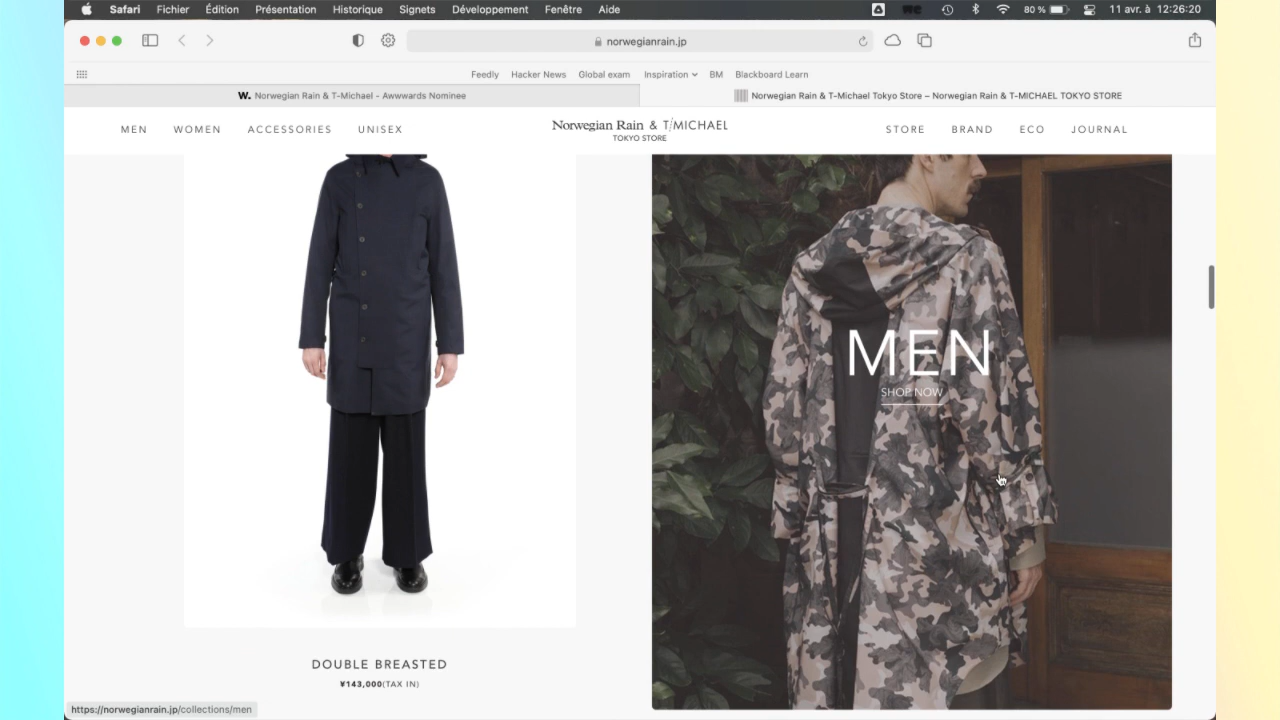 Safari Fichier Édition Présentation Historique Signets Développement Fenêtre Aide
80 % 11 avr. à 12:26:20
norwegianrain.jp
Feedly Hacker News Global exam Inspiration BM Blackboard Learn
W. Norwegian Rain & T-Michael - Awwwards Nominee
Norwegian Rain & T-Michael Tokyo Store – Norwegian Rain & T-MICHAEL TOKYO STORE
MEN WOMEN ACCESSORIES UNISEX
Norwegian Rain & T/MICHAEL
TOKYO STORE
STORE BRAND ECO JOURNAL
MEN
SHOP NOW
DOUBLE BREASTED
¥143,000(TAX IN)
https://norwegianrain.jp/collections/men